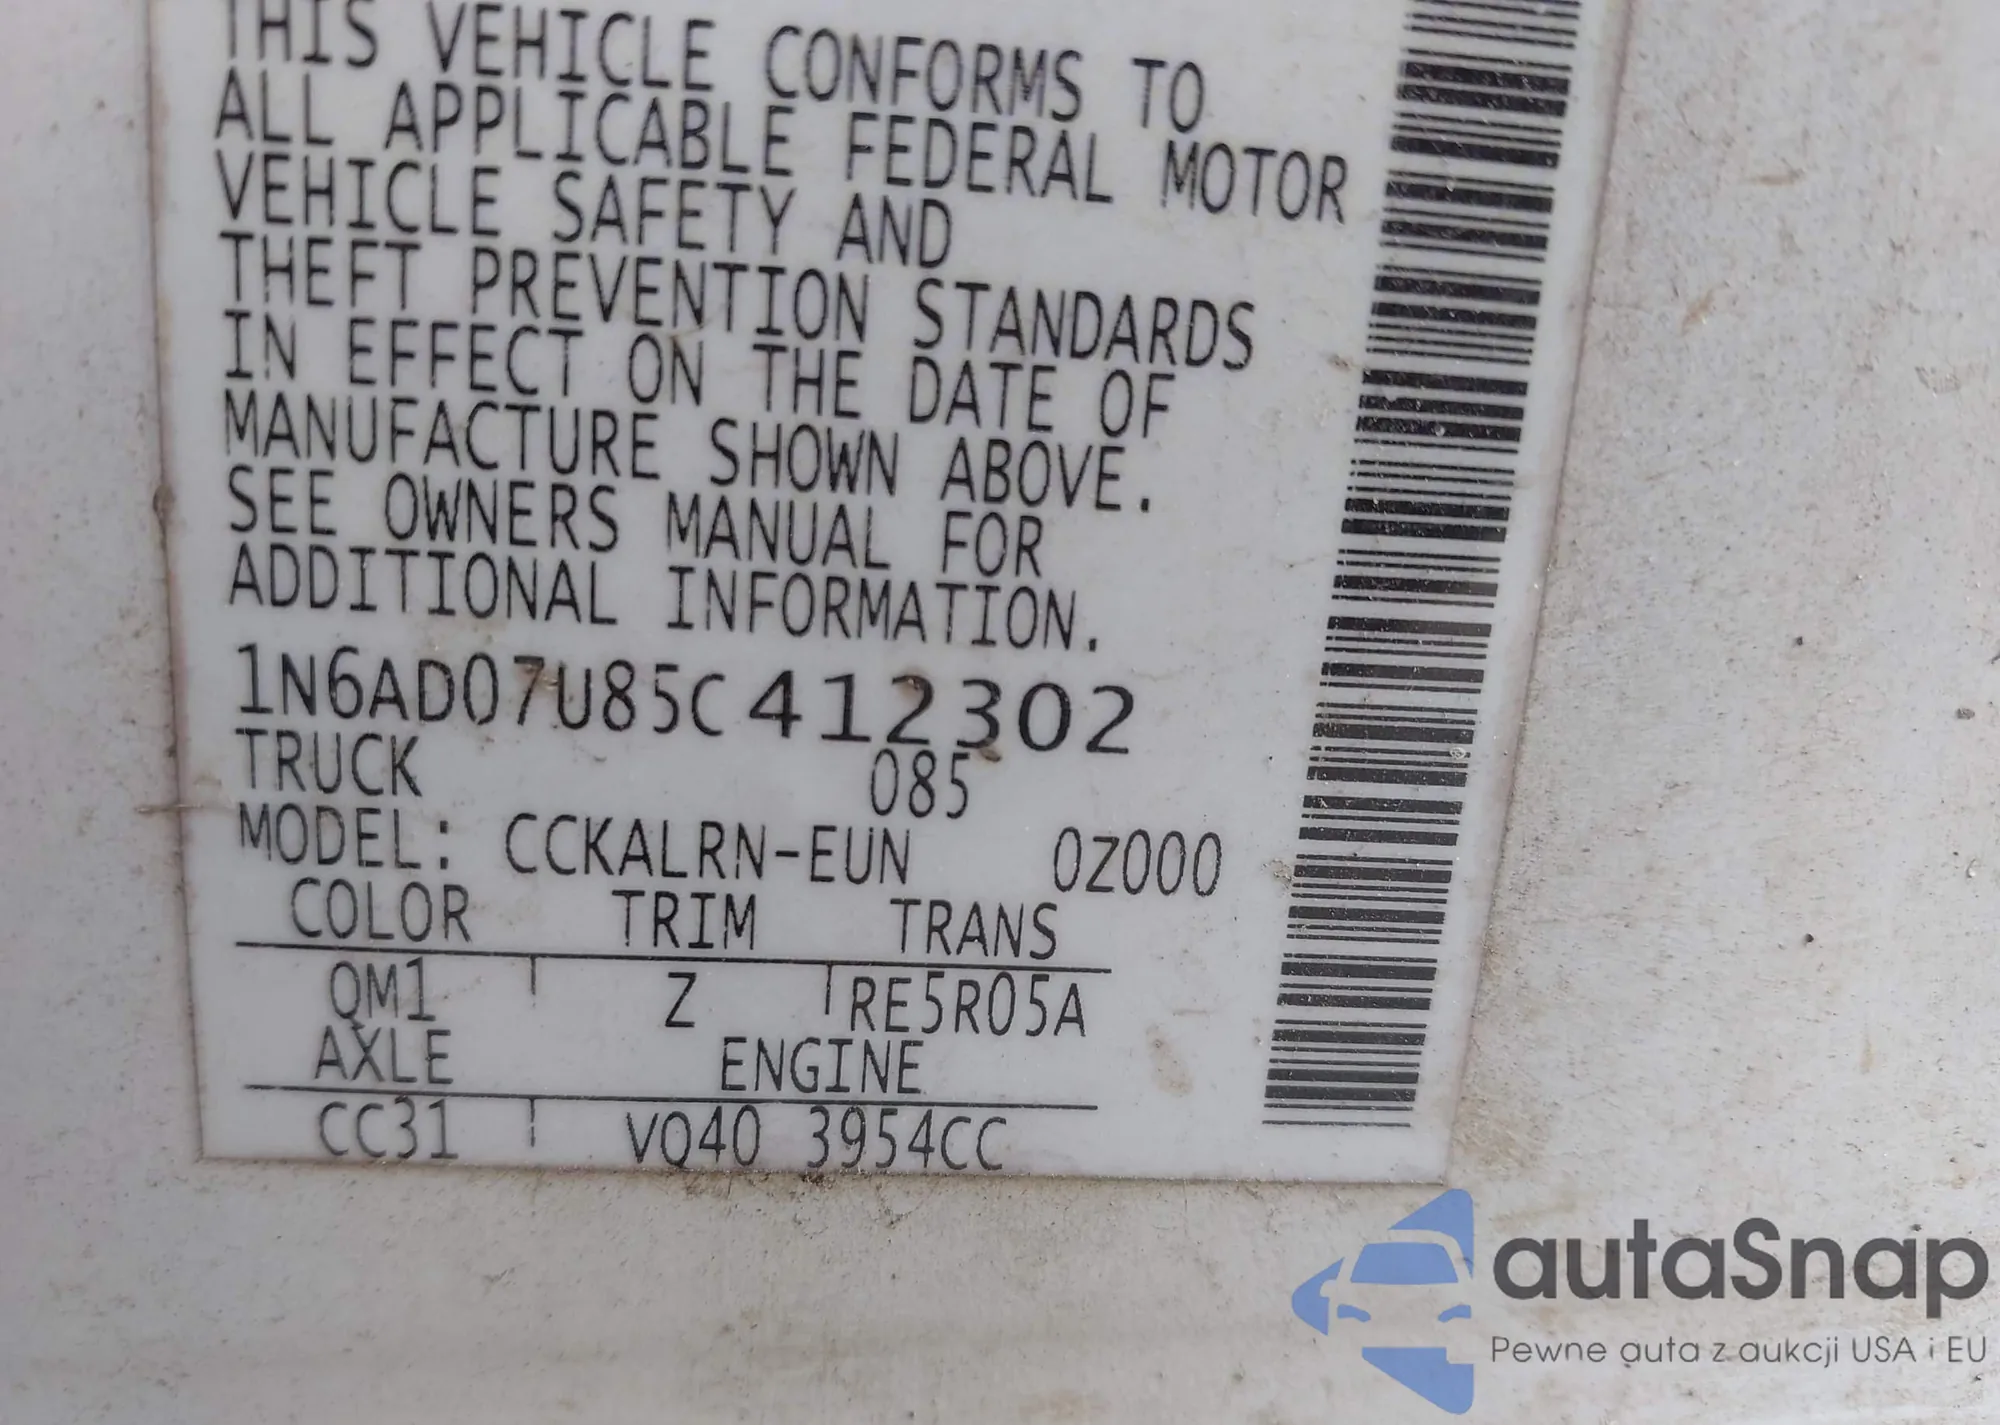 THIS VEHICLE CONFORMS TO
ALL APPLICABLE FEDERAL MOTOR
VEHICLE SAFETY AND
THEFT PREVENTION STANDARDS
IN EFFECT ON THE DATE OF
MANUFACTURE SHOWN ABOVE.
SEE OWNERS MANUAL FOR
ADDITIONAL INFORMATION.
1N6AD07U85C412302
TRUCK 085
MODEL: CCKALRN-EUN 0Z000
COLOR TRIM TRANS
QM1 Z RE5R05A
AXLE ENGINE
CC31 VQ40 3954CC
autaSnap
Pewne auta z aukcji USA i EU